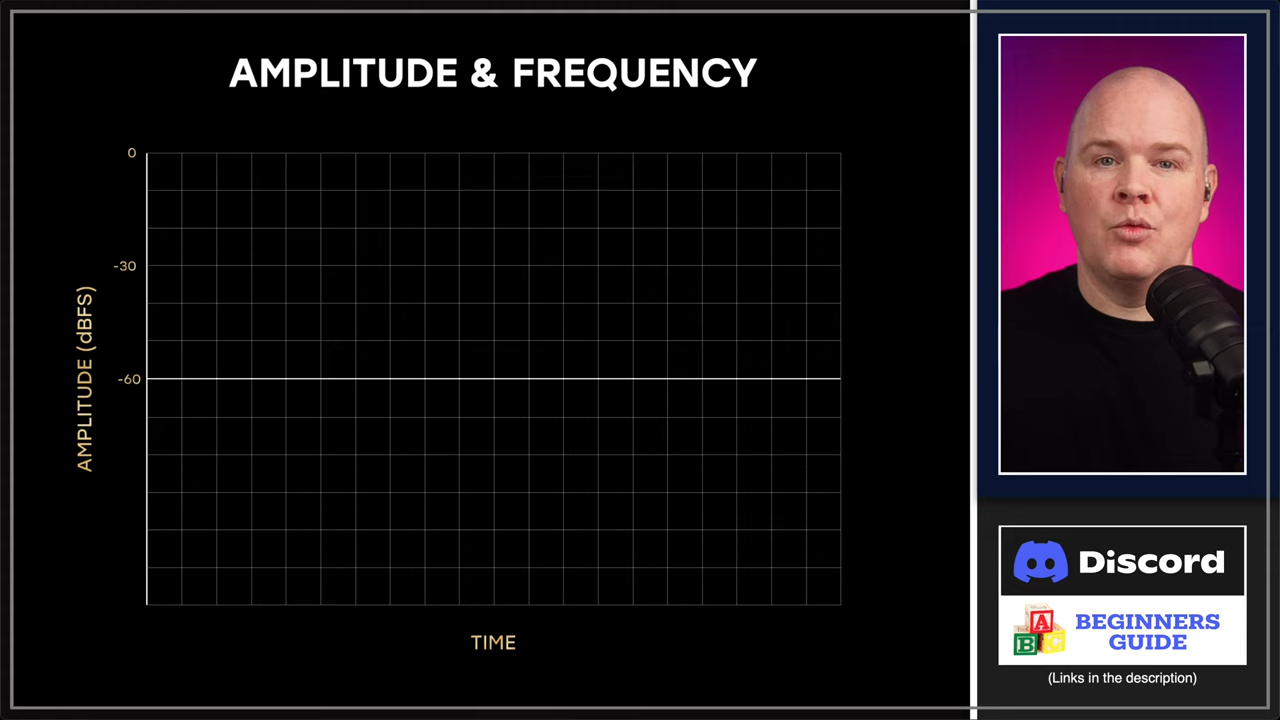 AMPLITUDE & FREQUENCY
0
-30
-60
AMPLITUDE (dBFS)
TIME
Discord
A
B
C
BEGINNERS
GUIDE
(Links in the description)